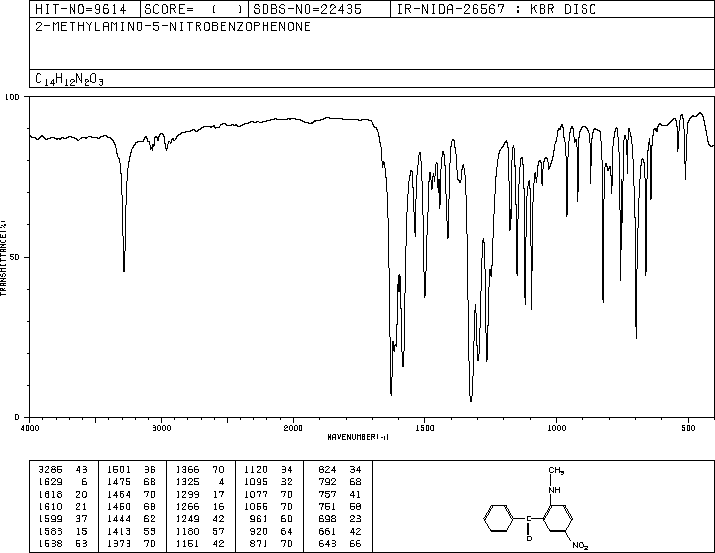 HIT-NO=9614 SCORE= ( ) SDBS-NO=22435 IR-NIDA-26567 : KBR DISC
2-METHYLAMINO-5-NITROBENZOPHENONE
C14H12N2O3
100
50
0
TRANSMITTANCE(%)
4000 3000 2000 1500 1000 500
WAVENUMBER(-1)
3286 43 1501 36 1366 70 1120 34 824 34
1629 6 1475 68 1325 4 1095 32 792 68
1618 20 1464 70 1299 17 1077 70 757 41
1610 21 1450 68 1266 16 1066 70 751 58
1599 37 1444 62 1249 42 961 60 698 23
1583 15 1413 55 1180 57 920 64 661 42
1538 53 1373 70 1151 42 871 70 643 66
CH3
NH
C
O
NO2